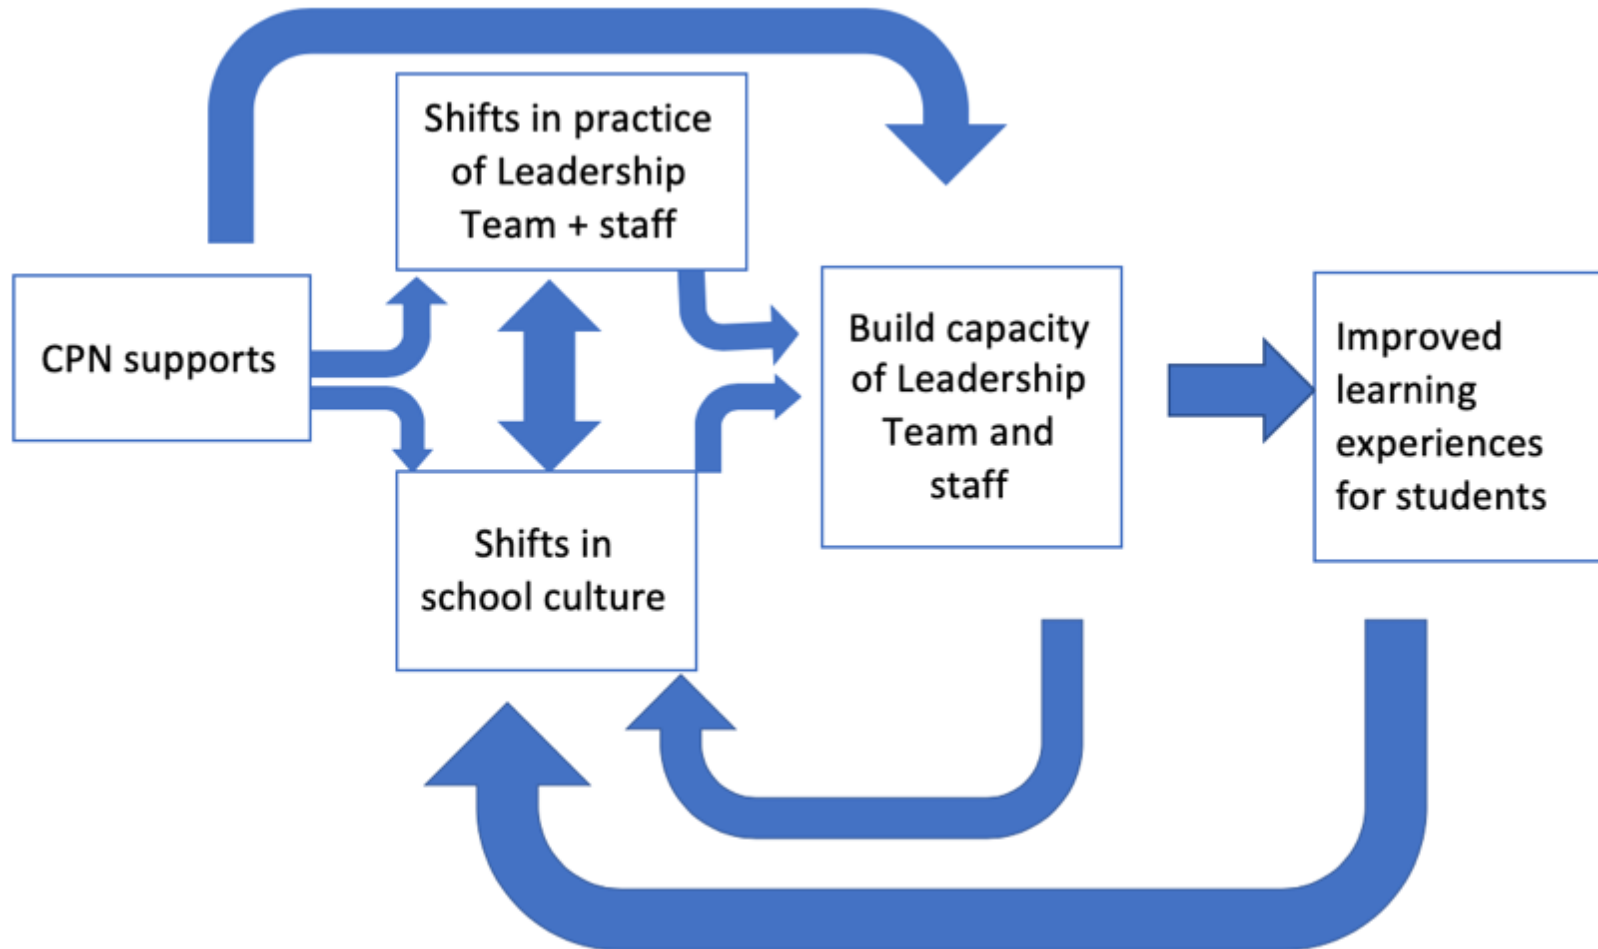 Shifts in practice
of Leadership
Team + staff
CPN supports
Shifts in
school culture
Build capacity
of Leadership
Team and
staff
Improved
learning
experiences
for students